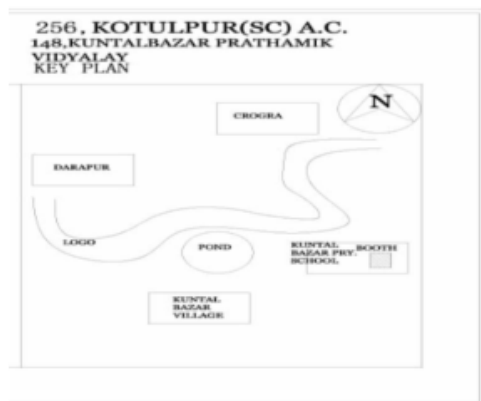 256, KOTULPUR(SC) A.C.
148,KUNTALBAZAR PRATHAMIK
VIDYALAY
KEY PLAN
N
CROGRA
DARAPUR
LOGO
POND
KUNTAL
BAZAR PRY.
SCHOOL
BOOTH
KUNTAL
BAZAR
VILLAGE